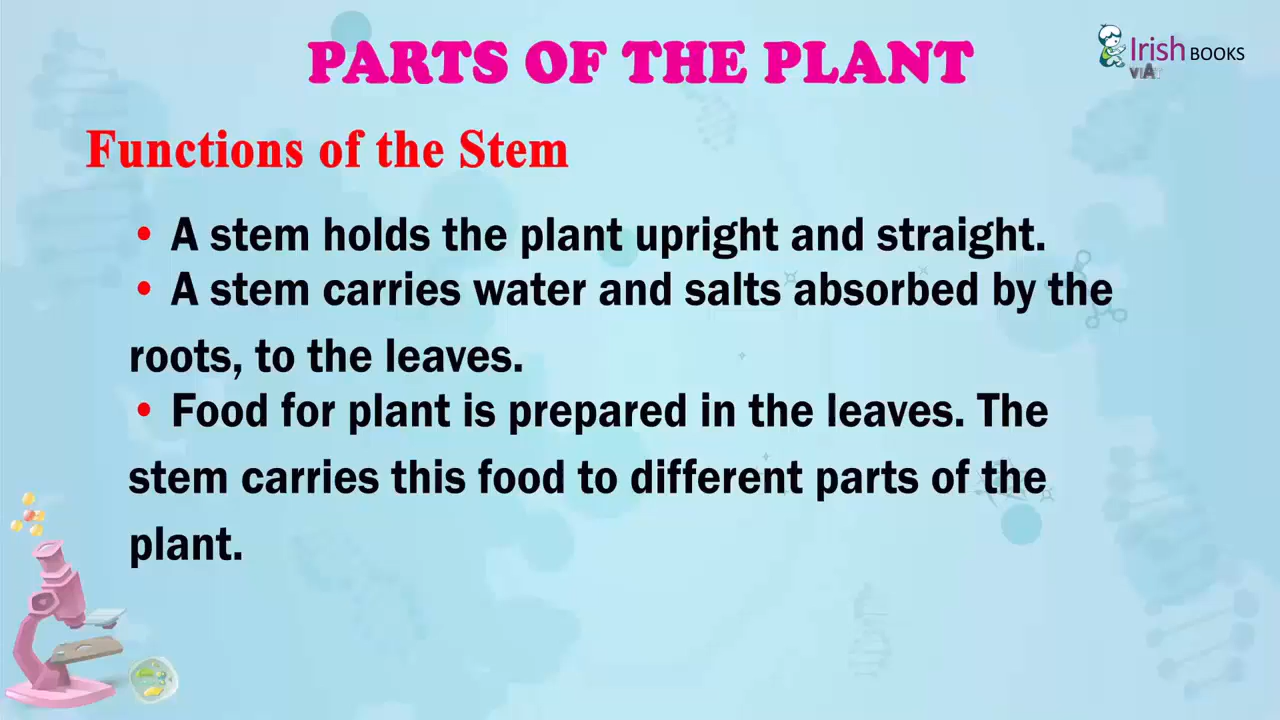 PARTS OF THE PLANT
Irish BOOKS
Functions of the Stem
• A stem holds the plant upright and straight.
• A stem carries water and salts absorbed by the
roots, to the leaves.
• Food for plant is prepared in the leaves. The
stem carries this food to different parts of the
plant.